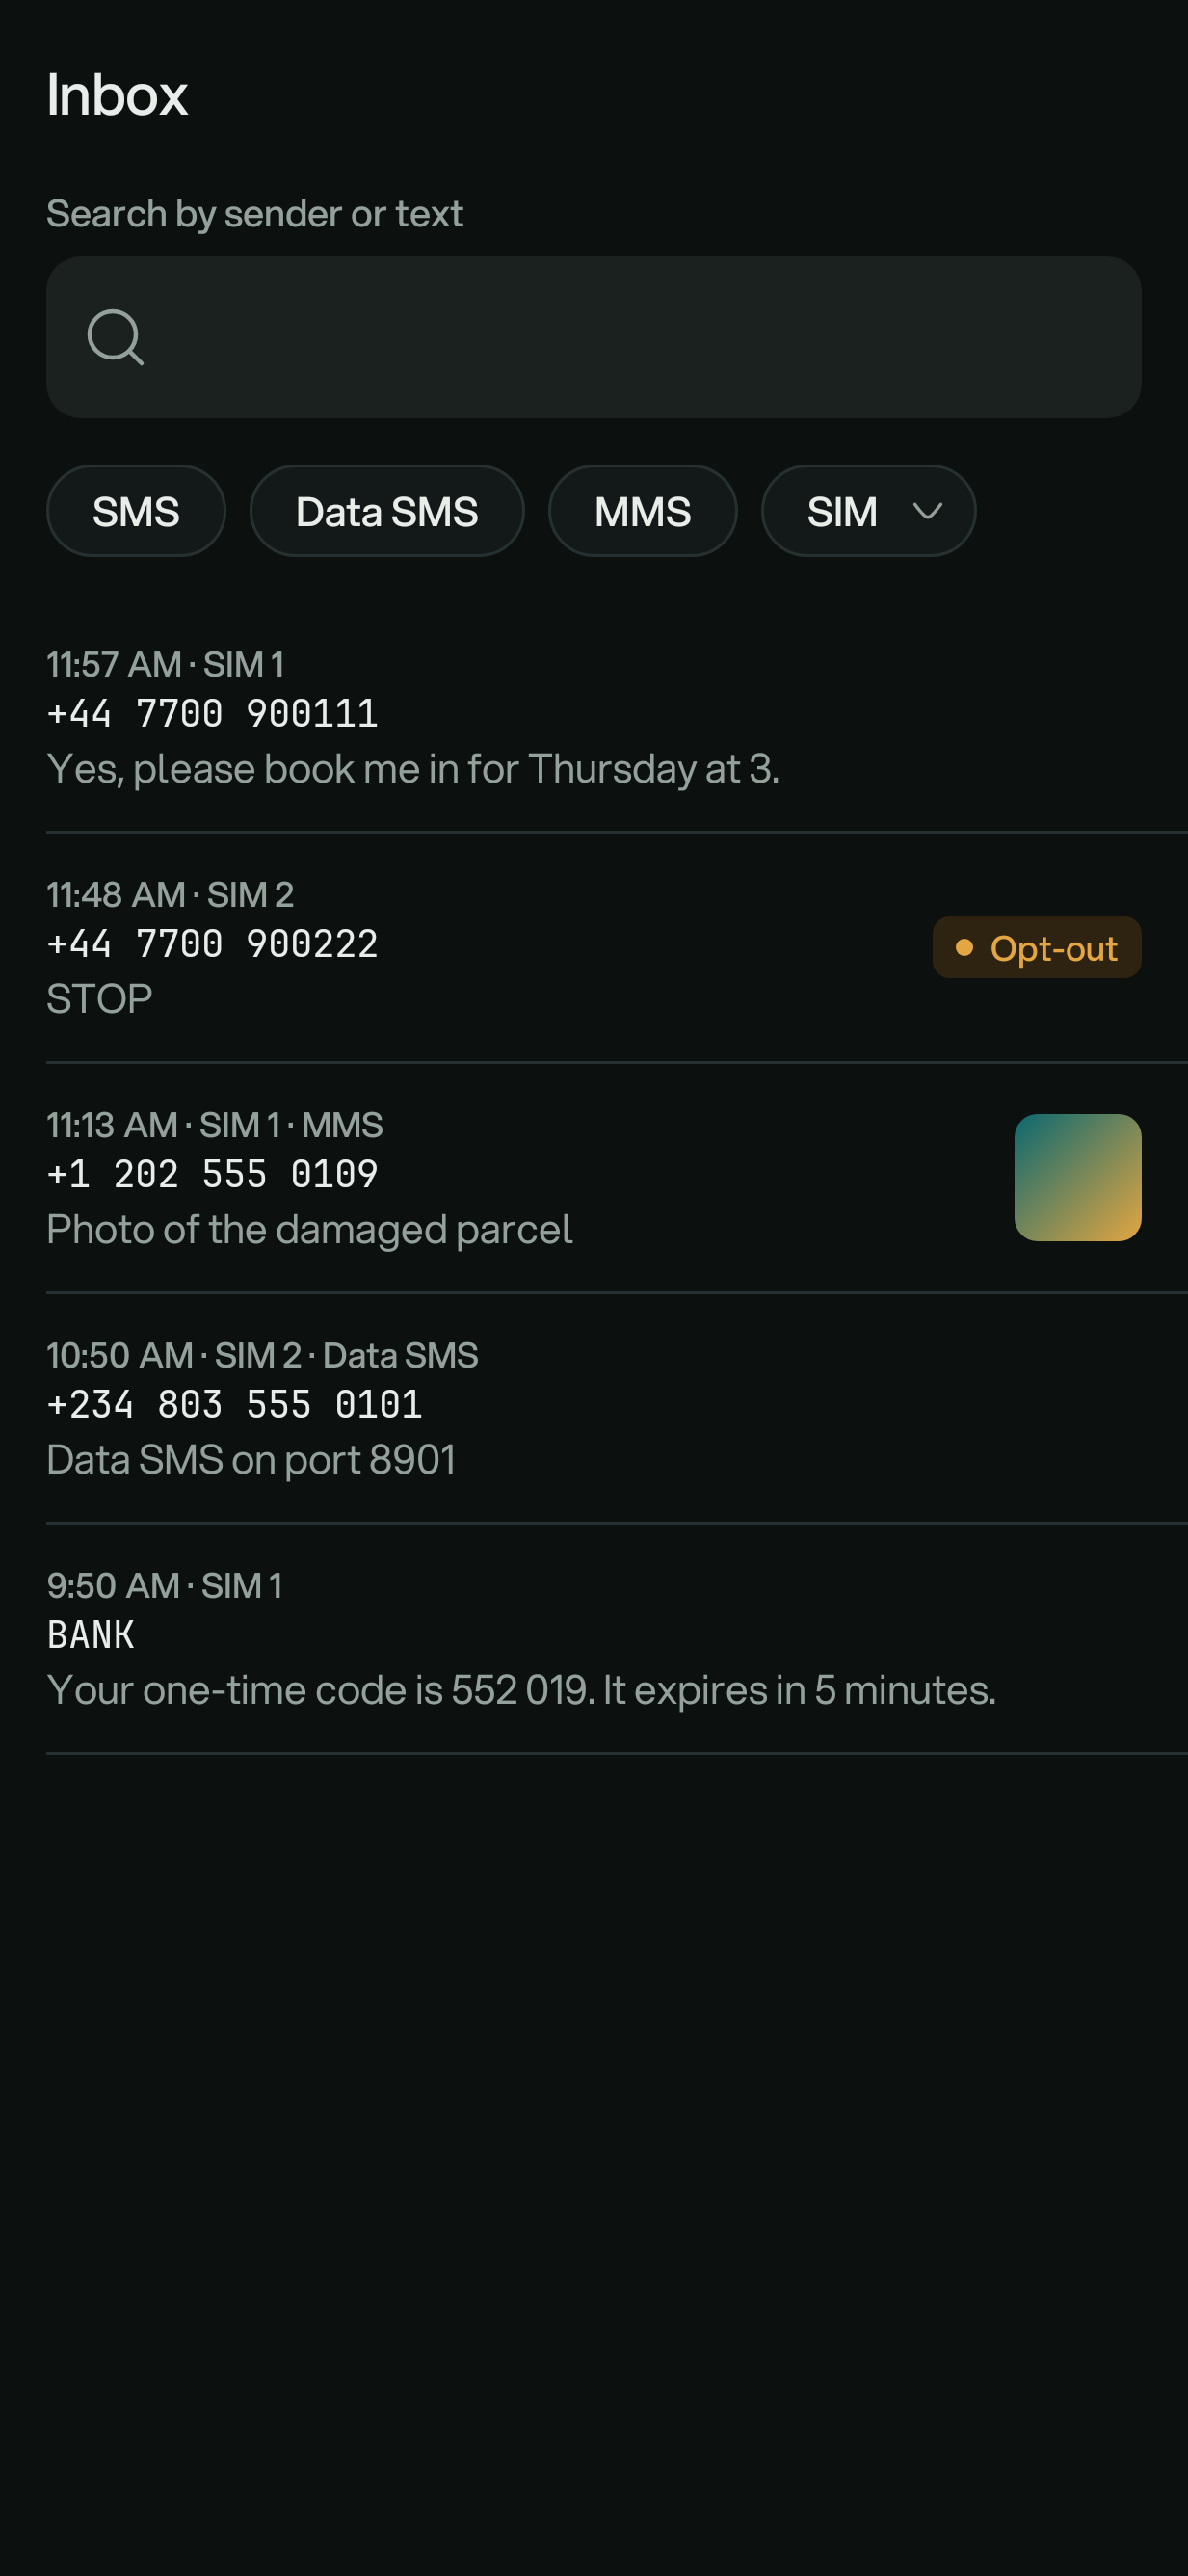 Inbox
Search by sender or text
SMS
Data SMS
MMS
SIM
11:57 AM · SIM 1
+44 7700 900111
Yes, please book me in for Thursday at 3.
11:48 AM · SIM 2
+44 7700 900222
STOP
Opt-out
11:13 AM · SIM 1 · MMS
+1 202 555 0109
Photo of the damaged parcel
10:50 AM · SIM 2 · Data SMS
+234 803 555 0101
Data SMS on port 8901
9:50 AM · SIM 1
BANK
Your one-time code is 552 019. It expires in 5 minutes.